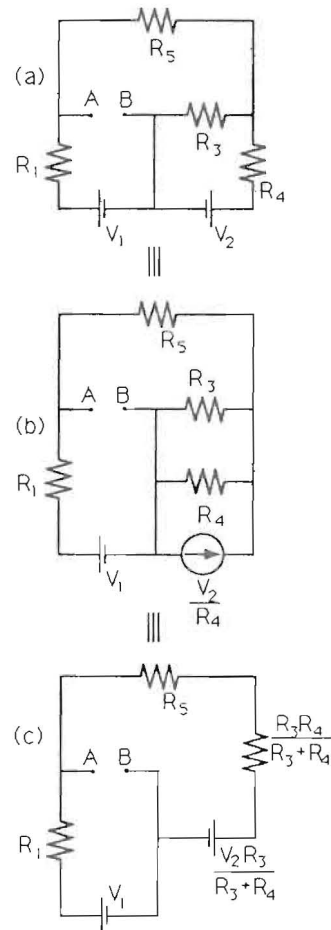 R₅
(a)
A B
R₃
R₁
R₄
V₁ V₂
|||
R₅
R₃
A B
(b)
R₁
R₄
V₁
V₂
R₄
|||
R₅
(c)
R₃R₄
R₃+R₄
A B
R₁
V₂R₃
V₁
R₃+R₄